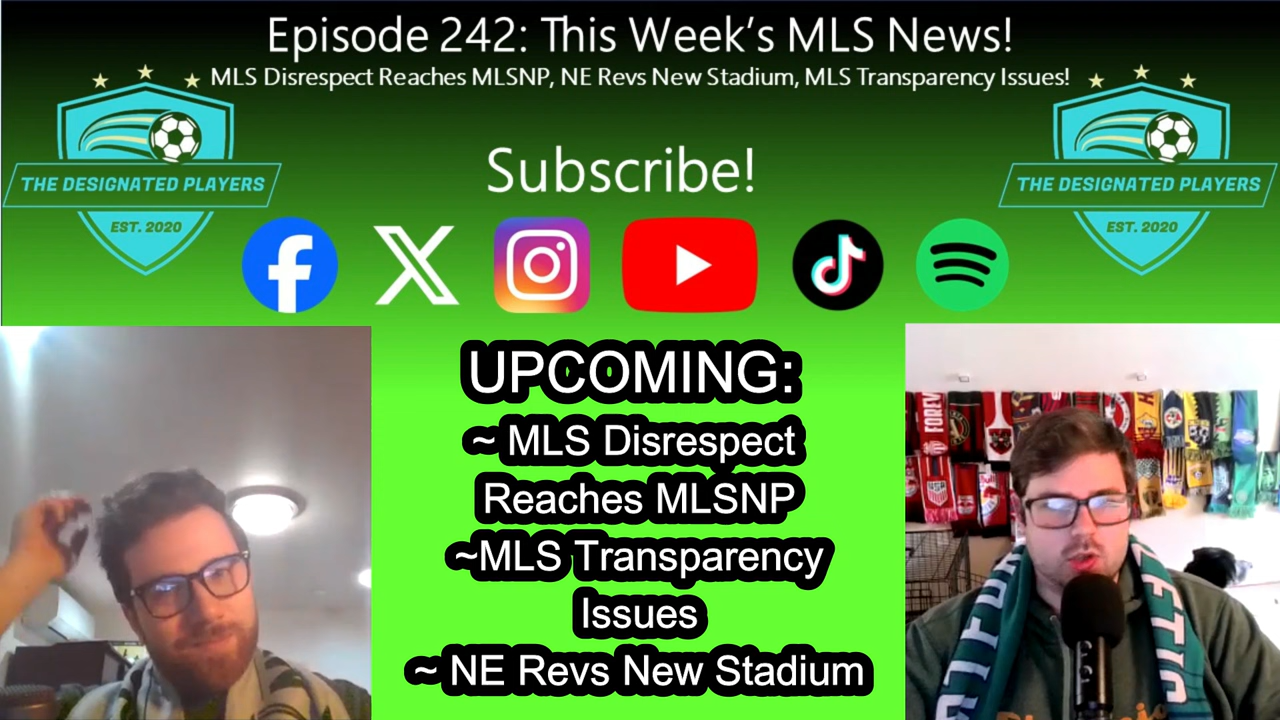 Episode 242: This Week's MLS News!
MLS Disrespect Reaches MLSNP, NE Revs New Stadium, MLS Transparency Issues!
THE DESIGNATED PLAYERS
EST. 2020
THE DESIGNATED PLAYERS
EST. 2020
Subscribe!
UPCOMING:
~ MLS Disrespect
Reaches MLSNP
~MLS Transparency
Issues
~ NE Revs New Stadium
FOREV